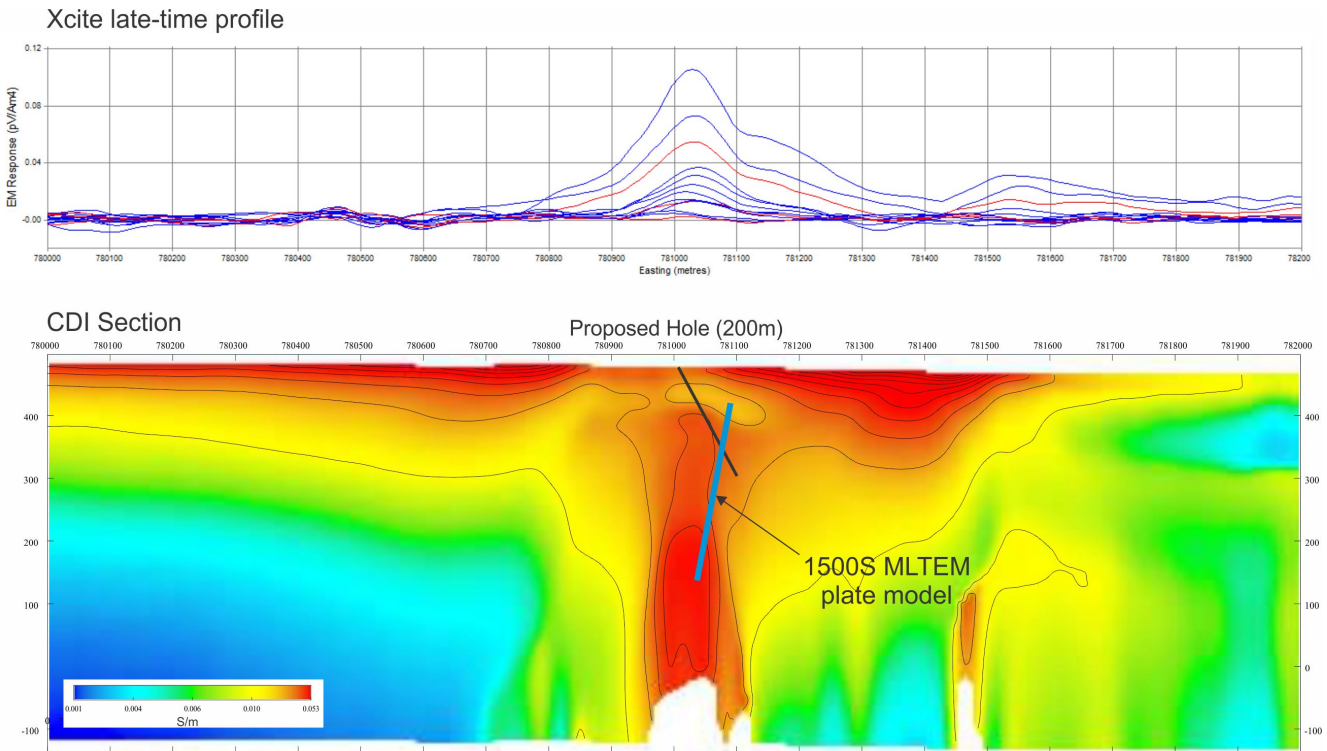 Xcite late-time profile
0.12
0.08
0.04
-0.00
EM Response (pV/Am4)
780000 780100 780200 780300 780400 780500 780600 780700 780800 780900 781000 781100 781200 781300 781400 781500 781600 781700 781800 781900 78200
Easting (metres)
CDI Section
Proposed Hole (200m)
780000 780100 780200 780300 780400 780500 780600 780700 780800 780900 781000 781100 781200 781300 781400 781500 781600 781700 781800 781900 782000
400 400
300 300
200 200
1500S MLTEM
plate model
100 100
0 0
0.001 0.004 0.006 0.010 0.053
S/m
-100 -100